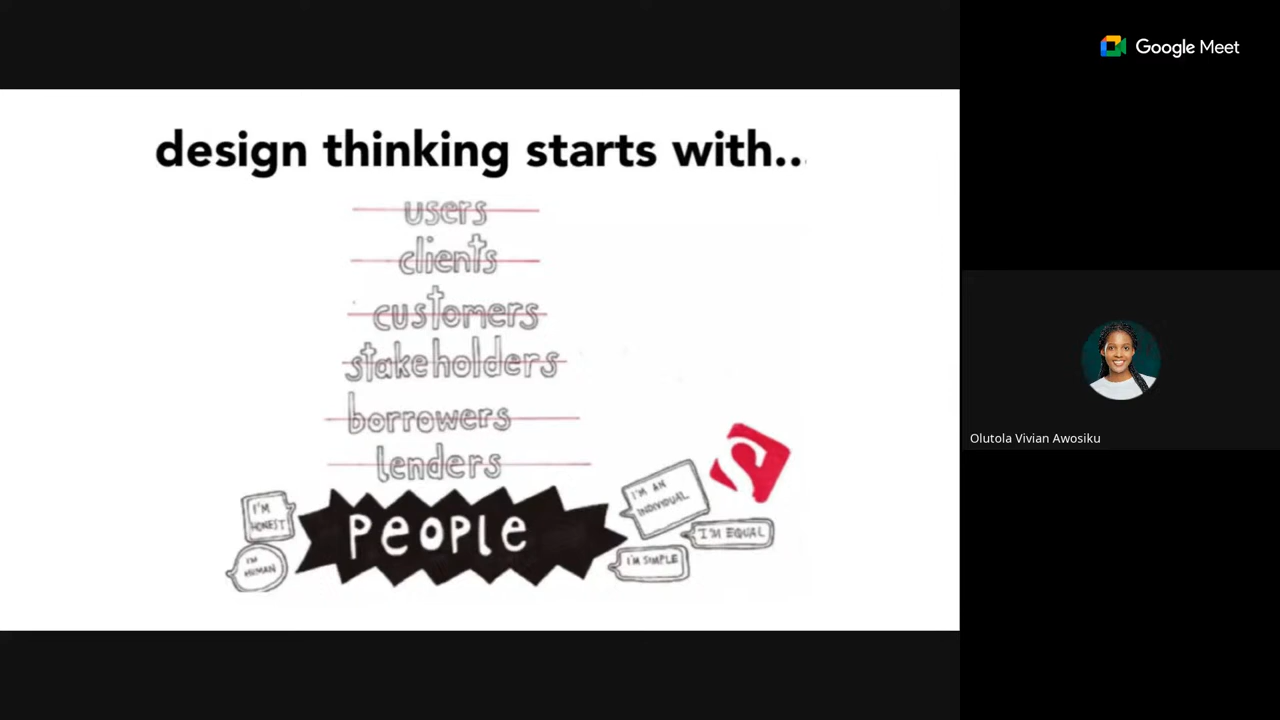 Google Meet
design thinking starts with...
users
clients
customers
stakeholders
borrowers
lenders
PEOPLE
I'M
HONEST
I'M
HUMAN
I'M AN
INDIVIDUAL
I'M EQUAL
I'M SIMPLE
Olutola Vivian Awosiku